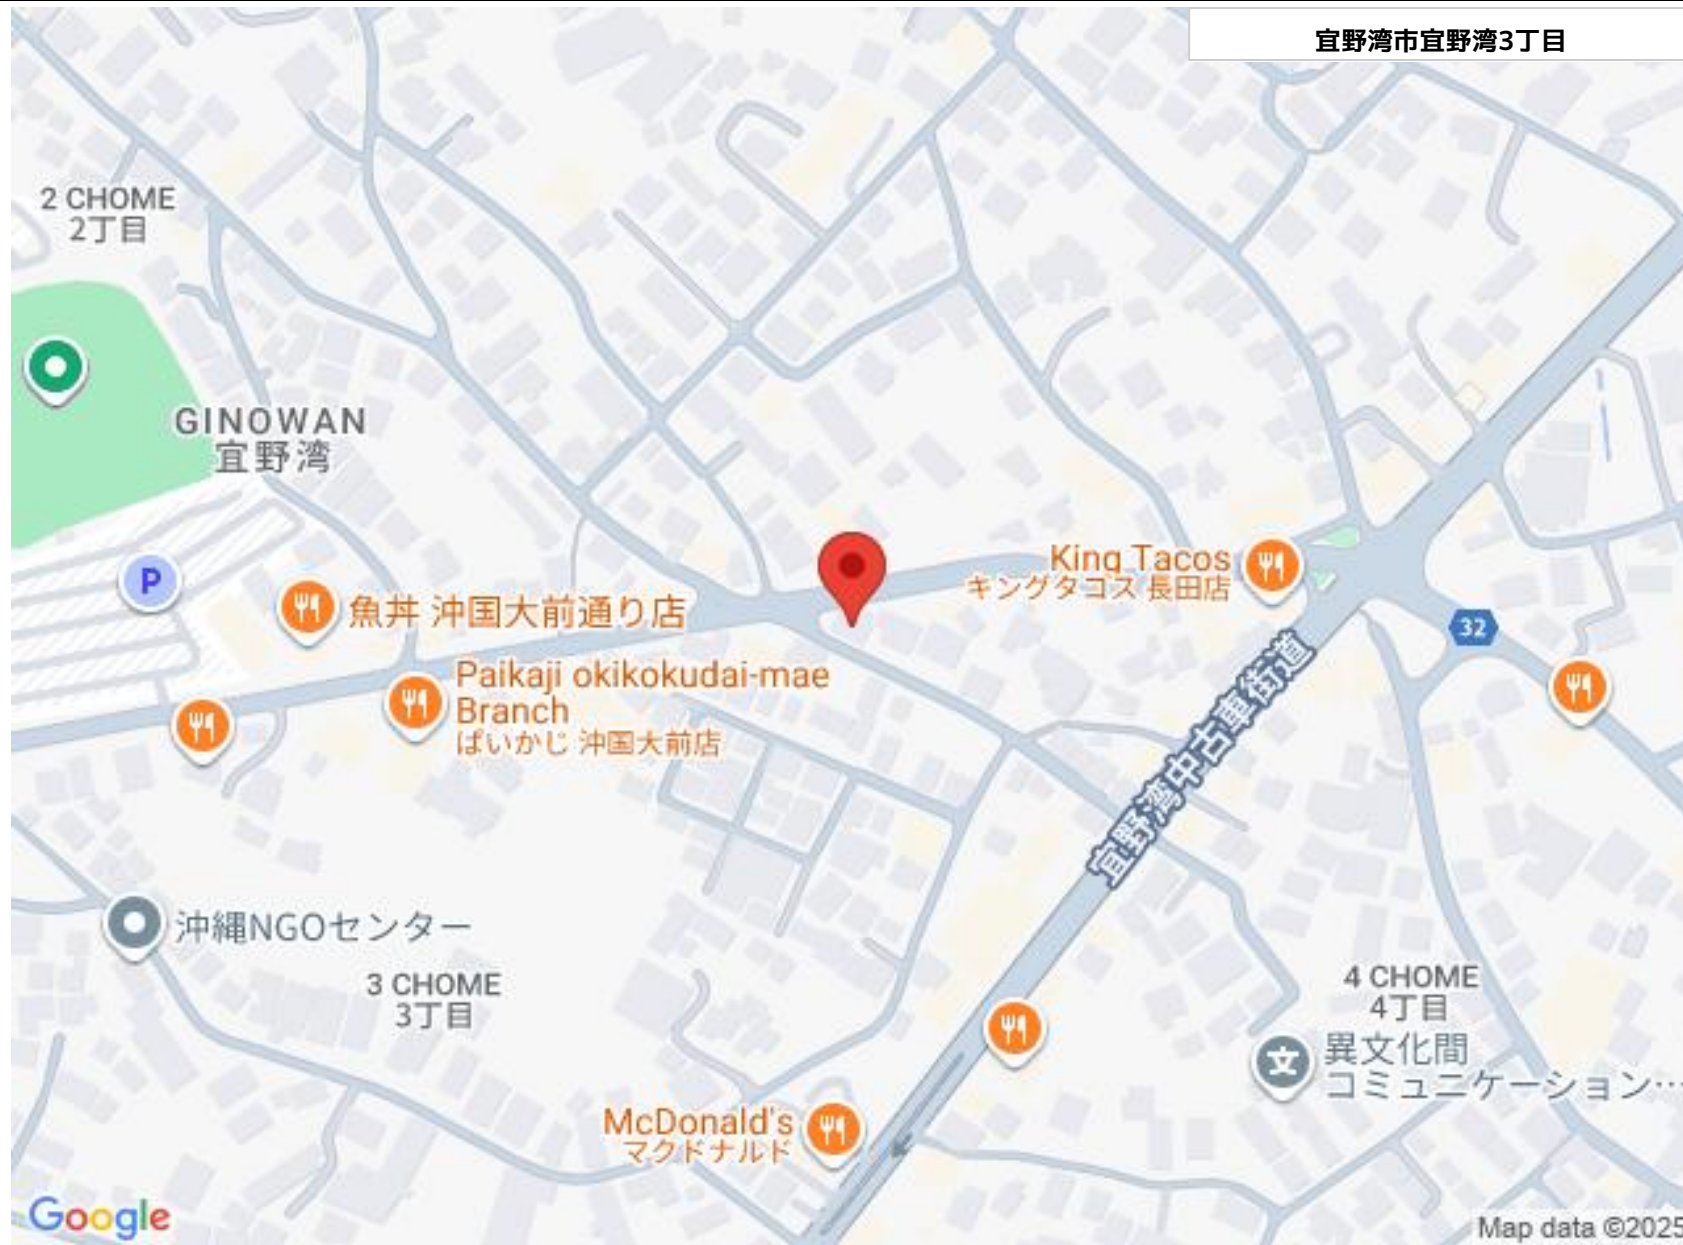 宜野湾市宜野湾3丁目
2 CHOME
2丁目
GINOWAN
宜野湾
P
King Tacos
キングタコス 長田店
魚丼 沖国大前通り店
32
Paikaji okikokudai-mae
Branch
ぱいかじ 沖国大前店
宜野湾中古車街道
沖縄NGOセンター
3 CHOME
3丁目
4 CHOME
4丁目
文
異文化間
コミュニケーション…
McDonald's
マクドナルド
Google
Map data ©2025